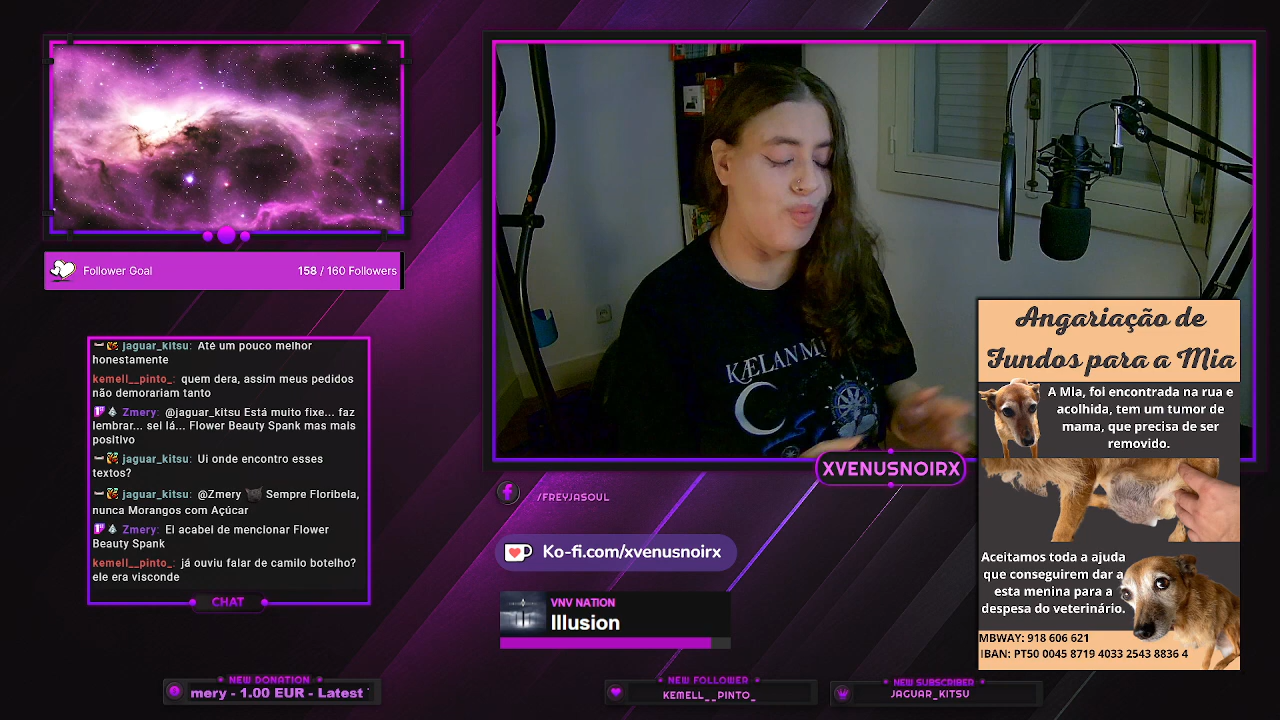 Follower Goal
158 / 160 Followers
jaguar_kitsu: Até um pouco melhor
honestamente
kemell__pinto_: quem dera, assim meus pedidos
não demorariam tanto
Zmery: @jaguar_kitsu Está muito fixe... faz
lembrar... sei lá... Flower Beauty Spank mas mais
positivo
jaguar_kitsu: Ui onde encontro esses
textos?
jaguar_kitsu: @Zmery Sempre Floribela,
nunca Morangos com Açúcar
Zmery: Ei acabei de mencionar Flower
Beauty Spank
kemell__pinto_: já ouviu falar de camilo botelho?
ele era visconde
CHAT
KÆLAN MI
XVENUSNOIRX
/FREYJASOUL
Ko-fi.com/xvenusnoirx
VNV NATION
Illusion
Angariação de
Fundos para a Mia
A Mia, foi encontrada na rua e
acolhida, tem um tumor de
mama, que precisa de ser
removido.
Aceitamos toda a ajuda
que conseguirem dar a
esta menina para a
despesa do veterinário.
MBWAY: 918 606 621
IBAN: PT50 0045 8719 4033 2543 8836 4
NEW DONATION
mery - 1.00 EUR - Latest
NEW FOLLOWER
KEMELL__PINTO_
NEW SUBSCRIBER
JAGUAR_KITSU